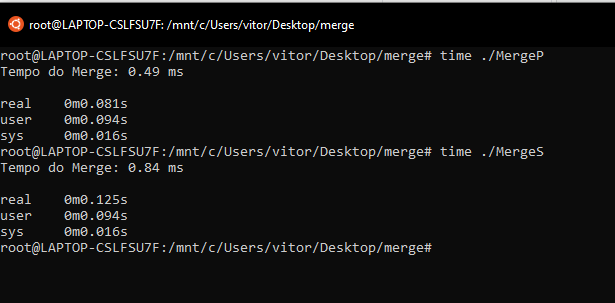 root@LAPTOP-CSLFSU7F: /mnt/c/Users/vitor/Desktop/merge
root@LAPTOP-CSLFSU7F:/mnt/c/Users/vitor/Desktop/merge# time ./MergeP
Tempo do Merge: 0.49 ms
real 0m0.081s
user 0m0.094s
sys 0m0.016s
root@LAPTOP-CSLFSU7F:/mnt/c/Users/vitor/Desktop/merge# time ./MergeS
Tempo do Merge: 0.84 ms
real 0m0.125s
user 0m0.094s
sys 0m0.016s
root@LAPTOP-CSLFSU7F:/mnt/c/Users/vitor/Desktop/merge#